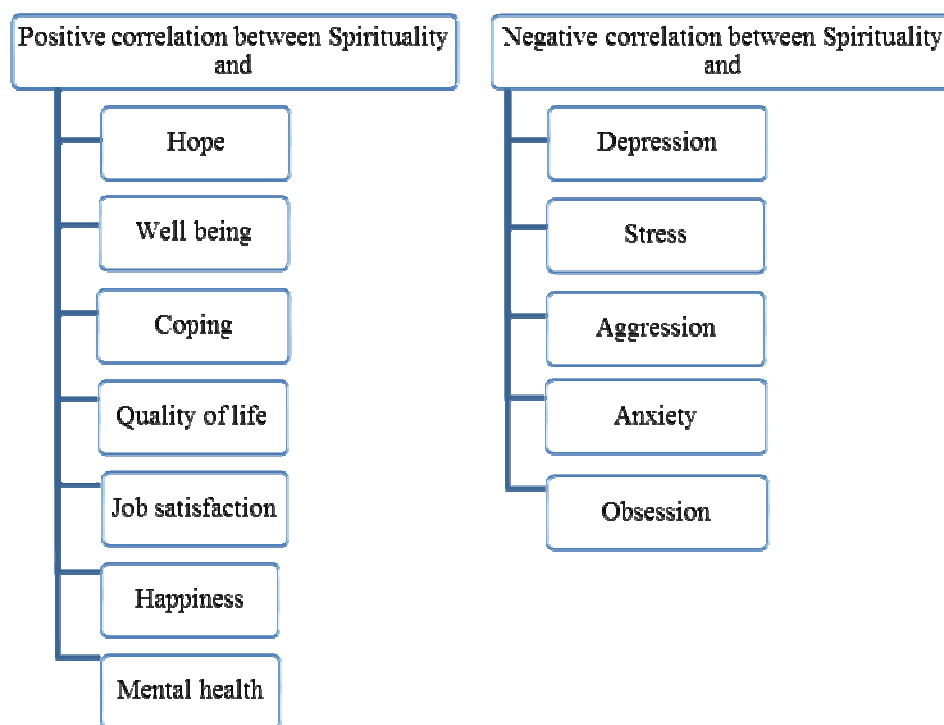 Positive correlation between Spirituality
and
Hope
Well being
Coping
Quality of life
Job satisfaction
Happiness
Mental health
Negative correlation between Spirituality
and
Depression
Stress
Aggression
Anxiety
Obsession